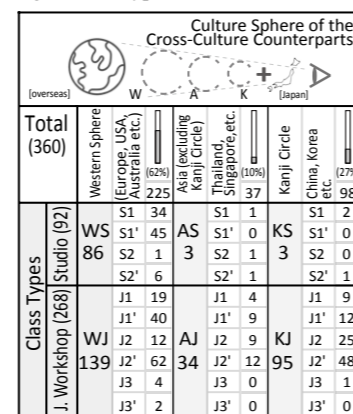 Culture Sphere of the
Cross-Culture Counterparts
[overseas] W A K [Japan]
+
Total
(360)
Western Sphere
(Europe, USA,
Australia etc.)
(62%)
225
Asia (excluding
Kanji Circle)
Thailand,
Singapore,etc.
(10%)
37
Kanji Circle
China, Korea
etc.
(27%
98
Class Types
Studio (92)
WS
86
S1 34
S1' 45
S2 1
S2' 6
AS
3
S1 1
S1' 0
S2 1
S2' 1
KS
3
S1 2
S1' 0
S2 0
S2' 1
J. Workshop (268)
WJ
139
J1 19
J1' 40
J2 12
J2' 62
J3 4
J3' 2
AJ
34
J1 4
J1' 9
J2 9
J2' 12
J3 0
J3' 0
KJ
95
J1 9
J1' 12
J2 25
J2' 48
J3 1
J3' 0